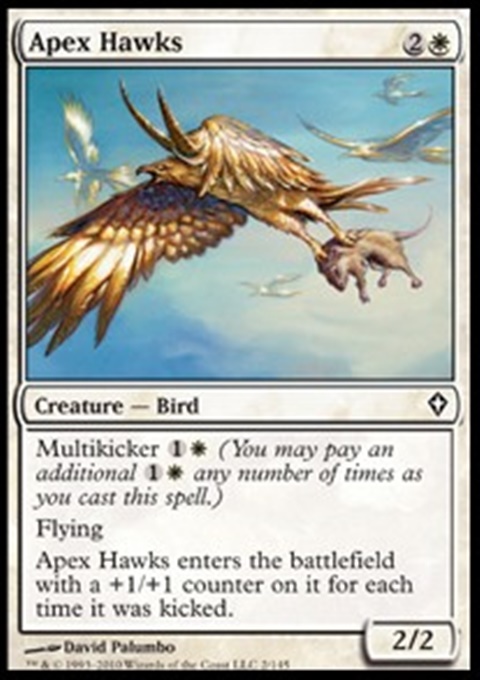 Apex Hawks 2
Creature — Bird
Multikicker 1 (You may pay an
additional 1 any number of times as
you cast this spell.)
Flying
Apex Hawks enters the battlefield
with a +1/+1 counter on it for each
time it was kicked.
David Palumbo
2/2
™ & © 1993-2010 Wizards of the Coast LLC 2/145